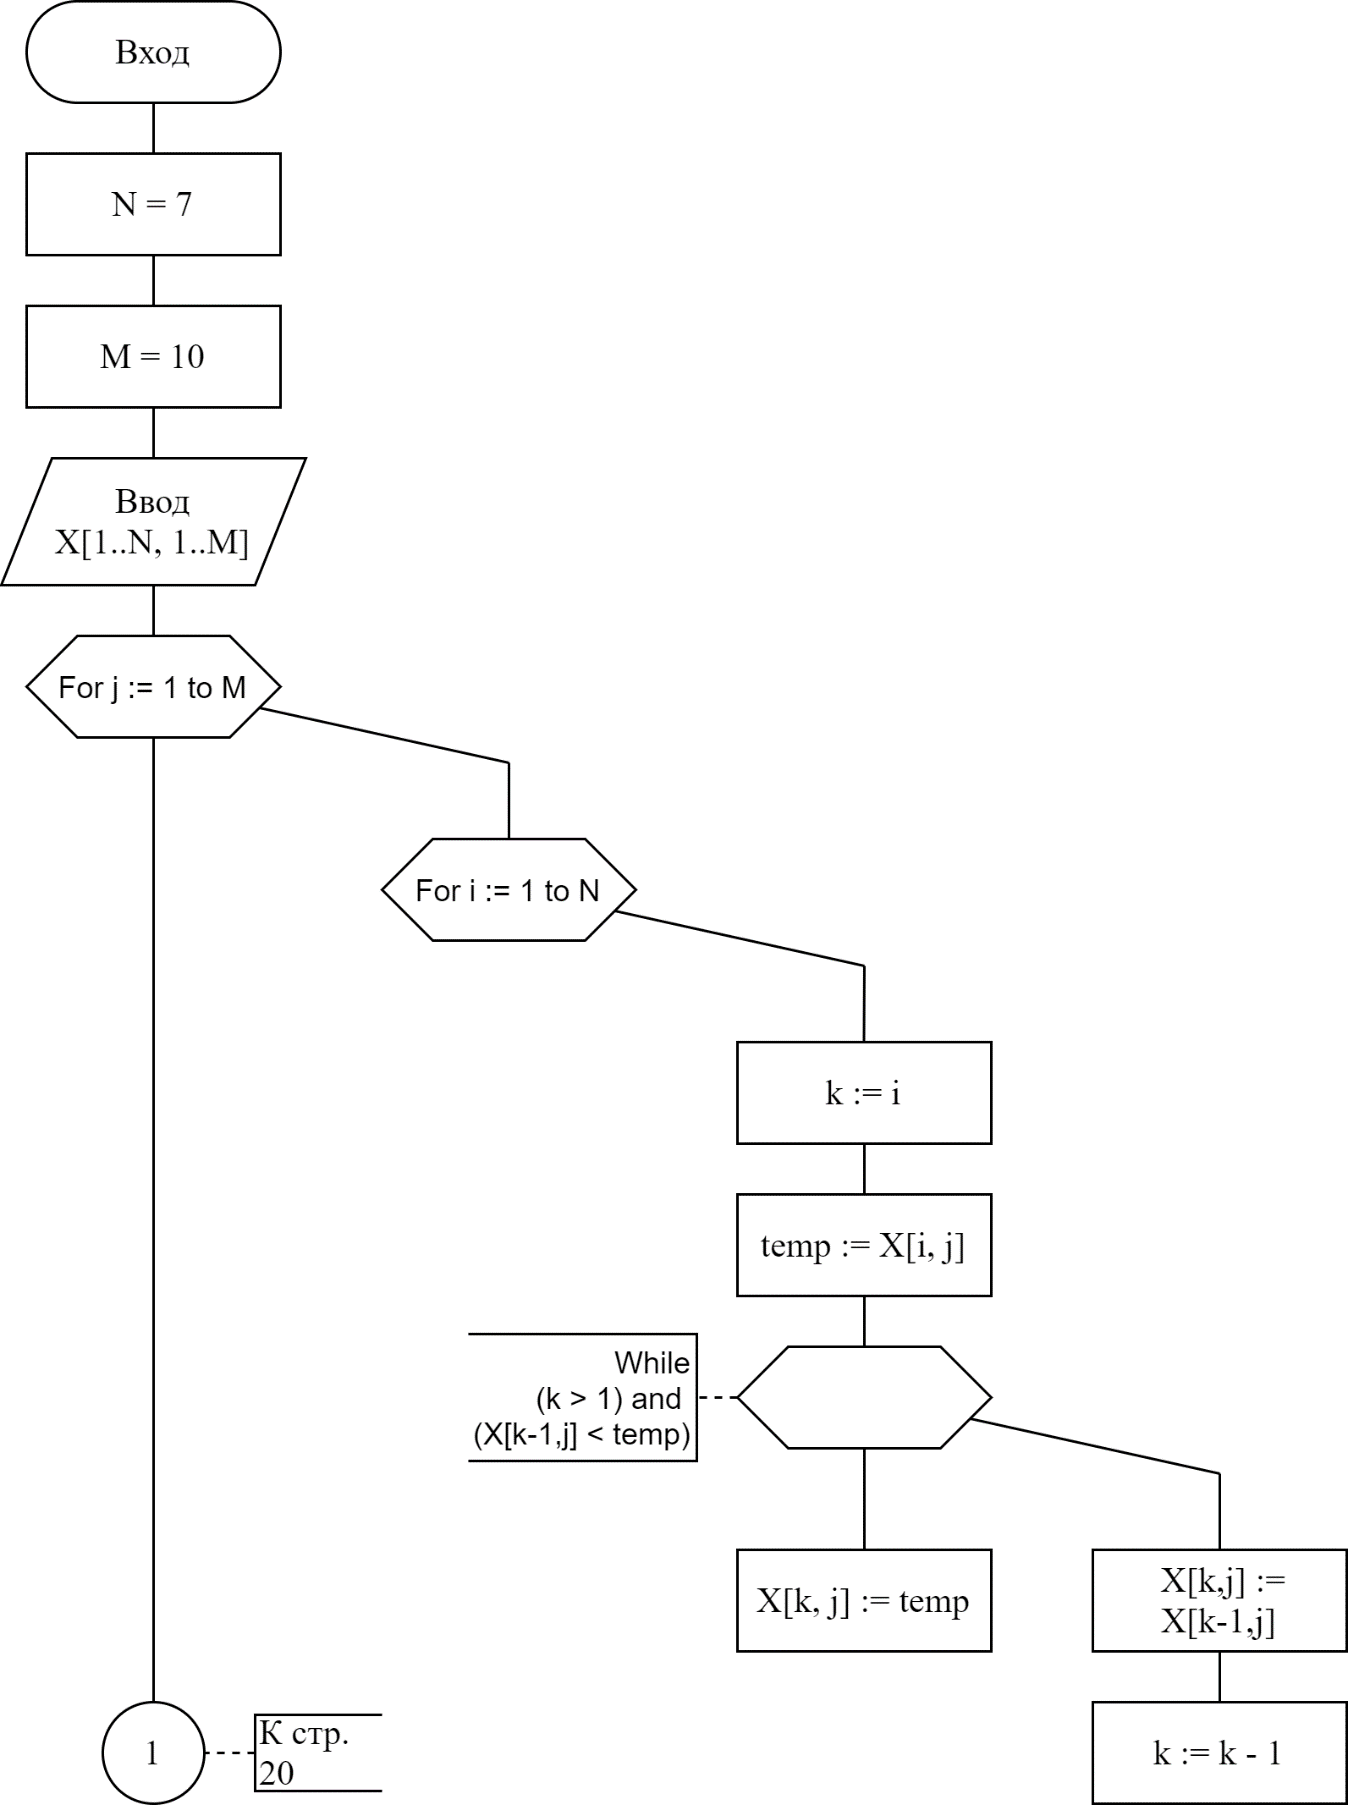 Вход
N = 7
M = 10
Ввод
X[1..N, 1..M]
For j := 1 to M
For i := 1 to N
k := i
temp := X[i, j]
While
(k > 1) and
(X[k-1,j] < temp)
X[k, j] := temp
X[k,j] :=
X[k-1,j]
k := k - 1
1
К стр.
20